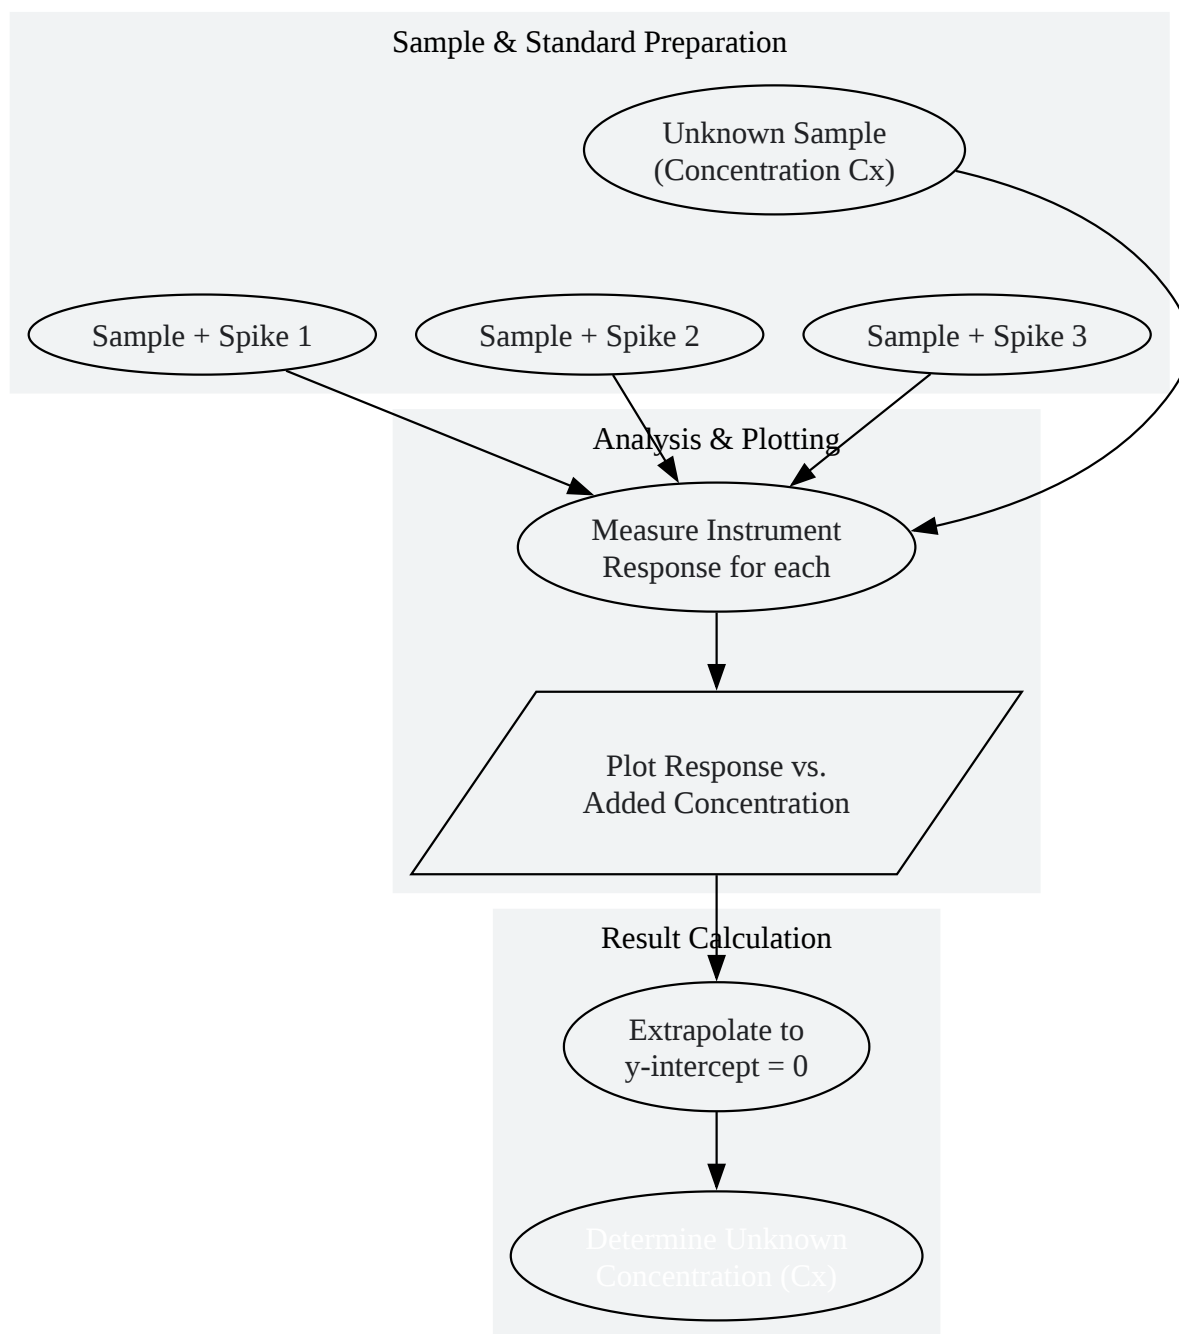 Sample & Standard Preparation
Unknown Sample
(Concentration Cx)
Sample + Spike 1
Sample + Spike 2
Sample + Spike 3
Analysis & Plotting
Measure Instrument
Response for each
Plot Response vs.
Added Concentration
Result Calculation
Extrapolate to
y-intercept = 0
Determine Unknown
Concentration (Cx)